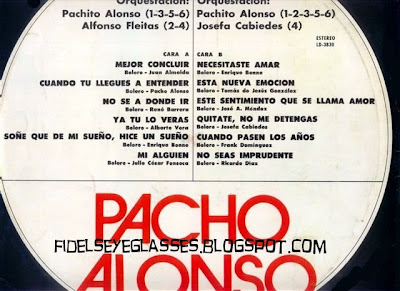 Orquestación:
Pachito Alonso (1-3-5-6)
Alfonso Fleitas (2-4)
Orquestación:
Pachito Alonso (1-2-3-5-6)
Josefa Cabiedes (4)
ESTEREO
LD-3830
CARA A
MEJOR CONCLUIR
Bolero - Juan Almeida
CUANDO TU LLEGUES A ENTENDER
Bolero - Pacho Alonso
NO SE A DONDE IR
Bolero - René Barrero
YA TU LO VERAS
Bolero - Alberto Vera
SOÑE QUE DE MI SUEÑO, HICE UN SUEÑO
Bolero - Enrique Bonne
MI ALGUIEN
Bolero - Julio César Fonseca
CARA B
NECESITASTE AMAR
Bolero - Enrique Bonne
ESTA NUEVA EMOCION
Bolero - Tomás de Jesús González
ESTE SENTIMIENTO QUE SE LLAMA AMOR
Bolero - José A. Méndez
QUITATE, NO ME DETENGAS
Bolero - Josefa Cabiedes
CUANDO PASEN LOS AÑOS
Bolero - Frank Domínguez
NO SEAS IMPRUDENTE
Bolero - Ricardo Díaz
PACHO
FIDELSEYEGLASSES.BLOGSPOT.COM
ALONSO